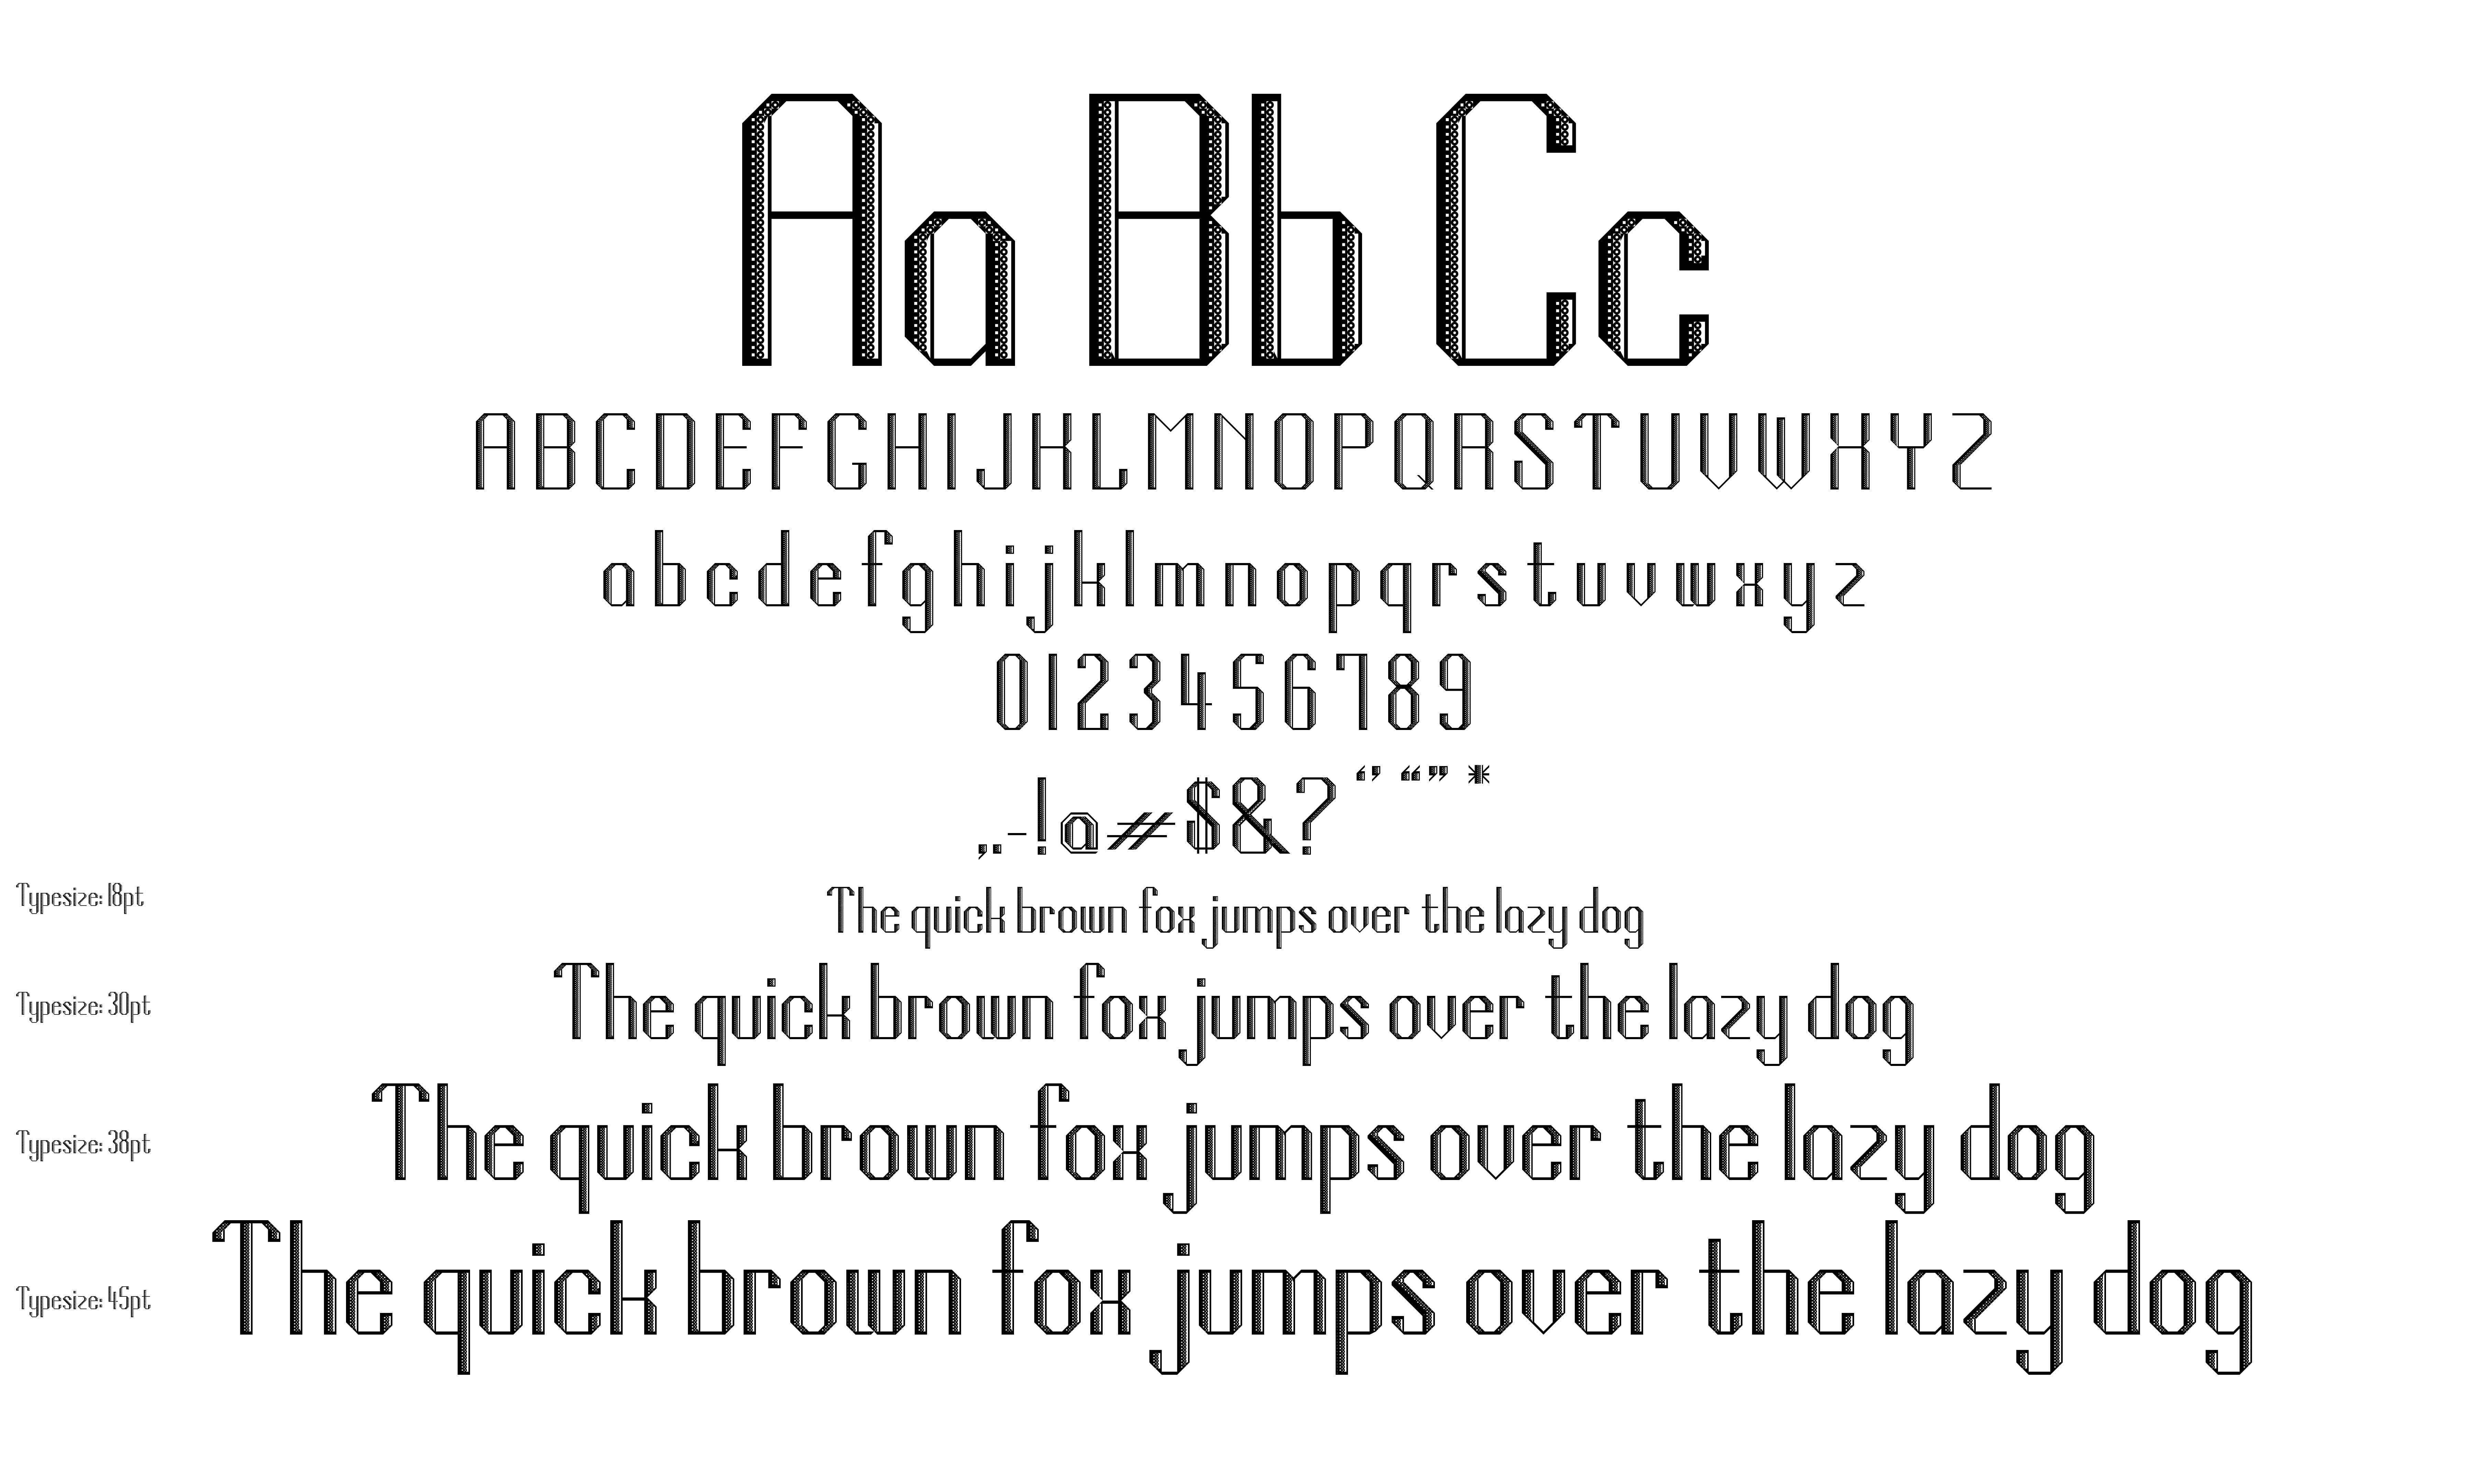 Aa Bb Cc
ABCDEFGHIJKLMNOPQRSTUVWXYZ
abcdefghijklmnopqrstuvwxyz
0123456789
,.-!@#$&?‘’“”*
Typesize: 18pt
The quick brown fox jumps over the lazy dog
Typesize: 30pt
The quick brown fox jumps over the lazy dog
Typesize: 38pt
The quick brown fox jumps over the lazy dog
Typesize: 45pt
The quick brown fox jumps over the lazy dog